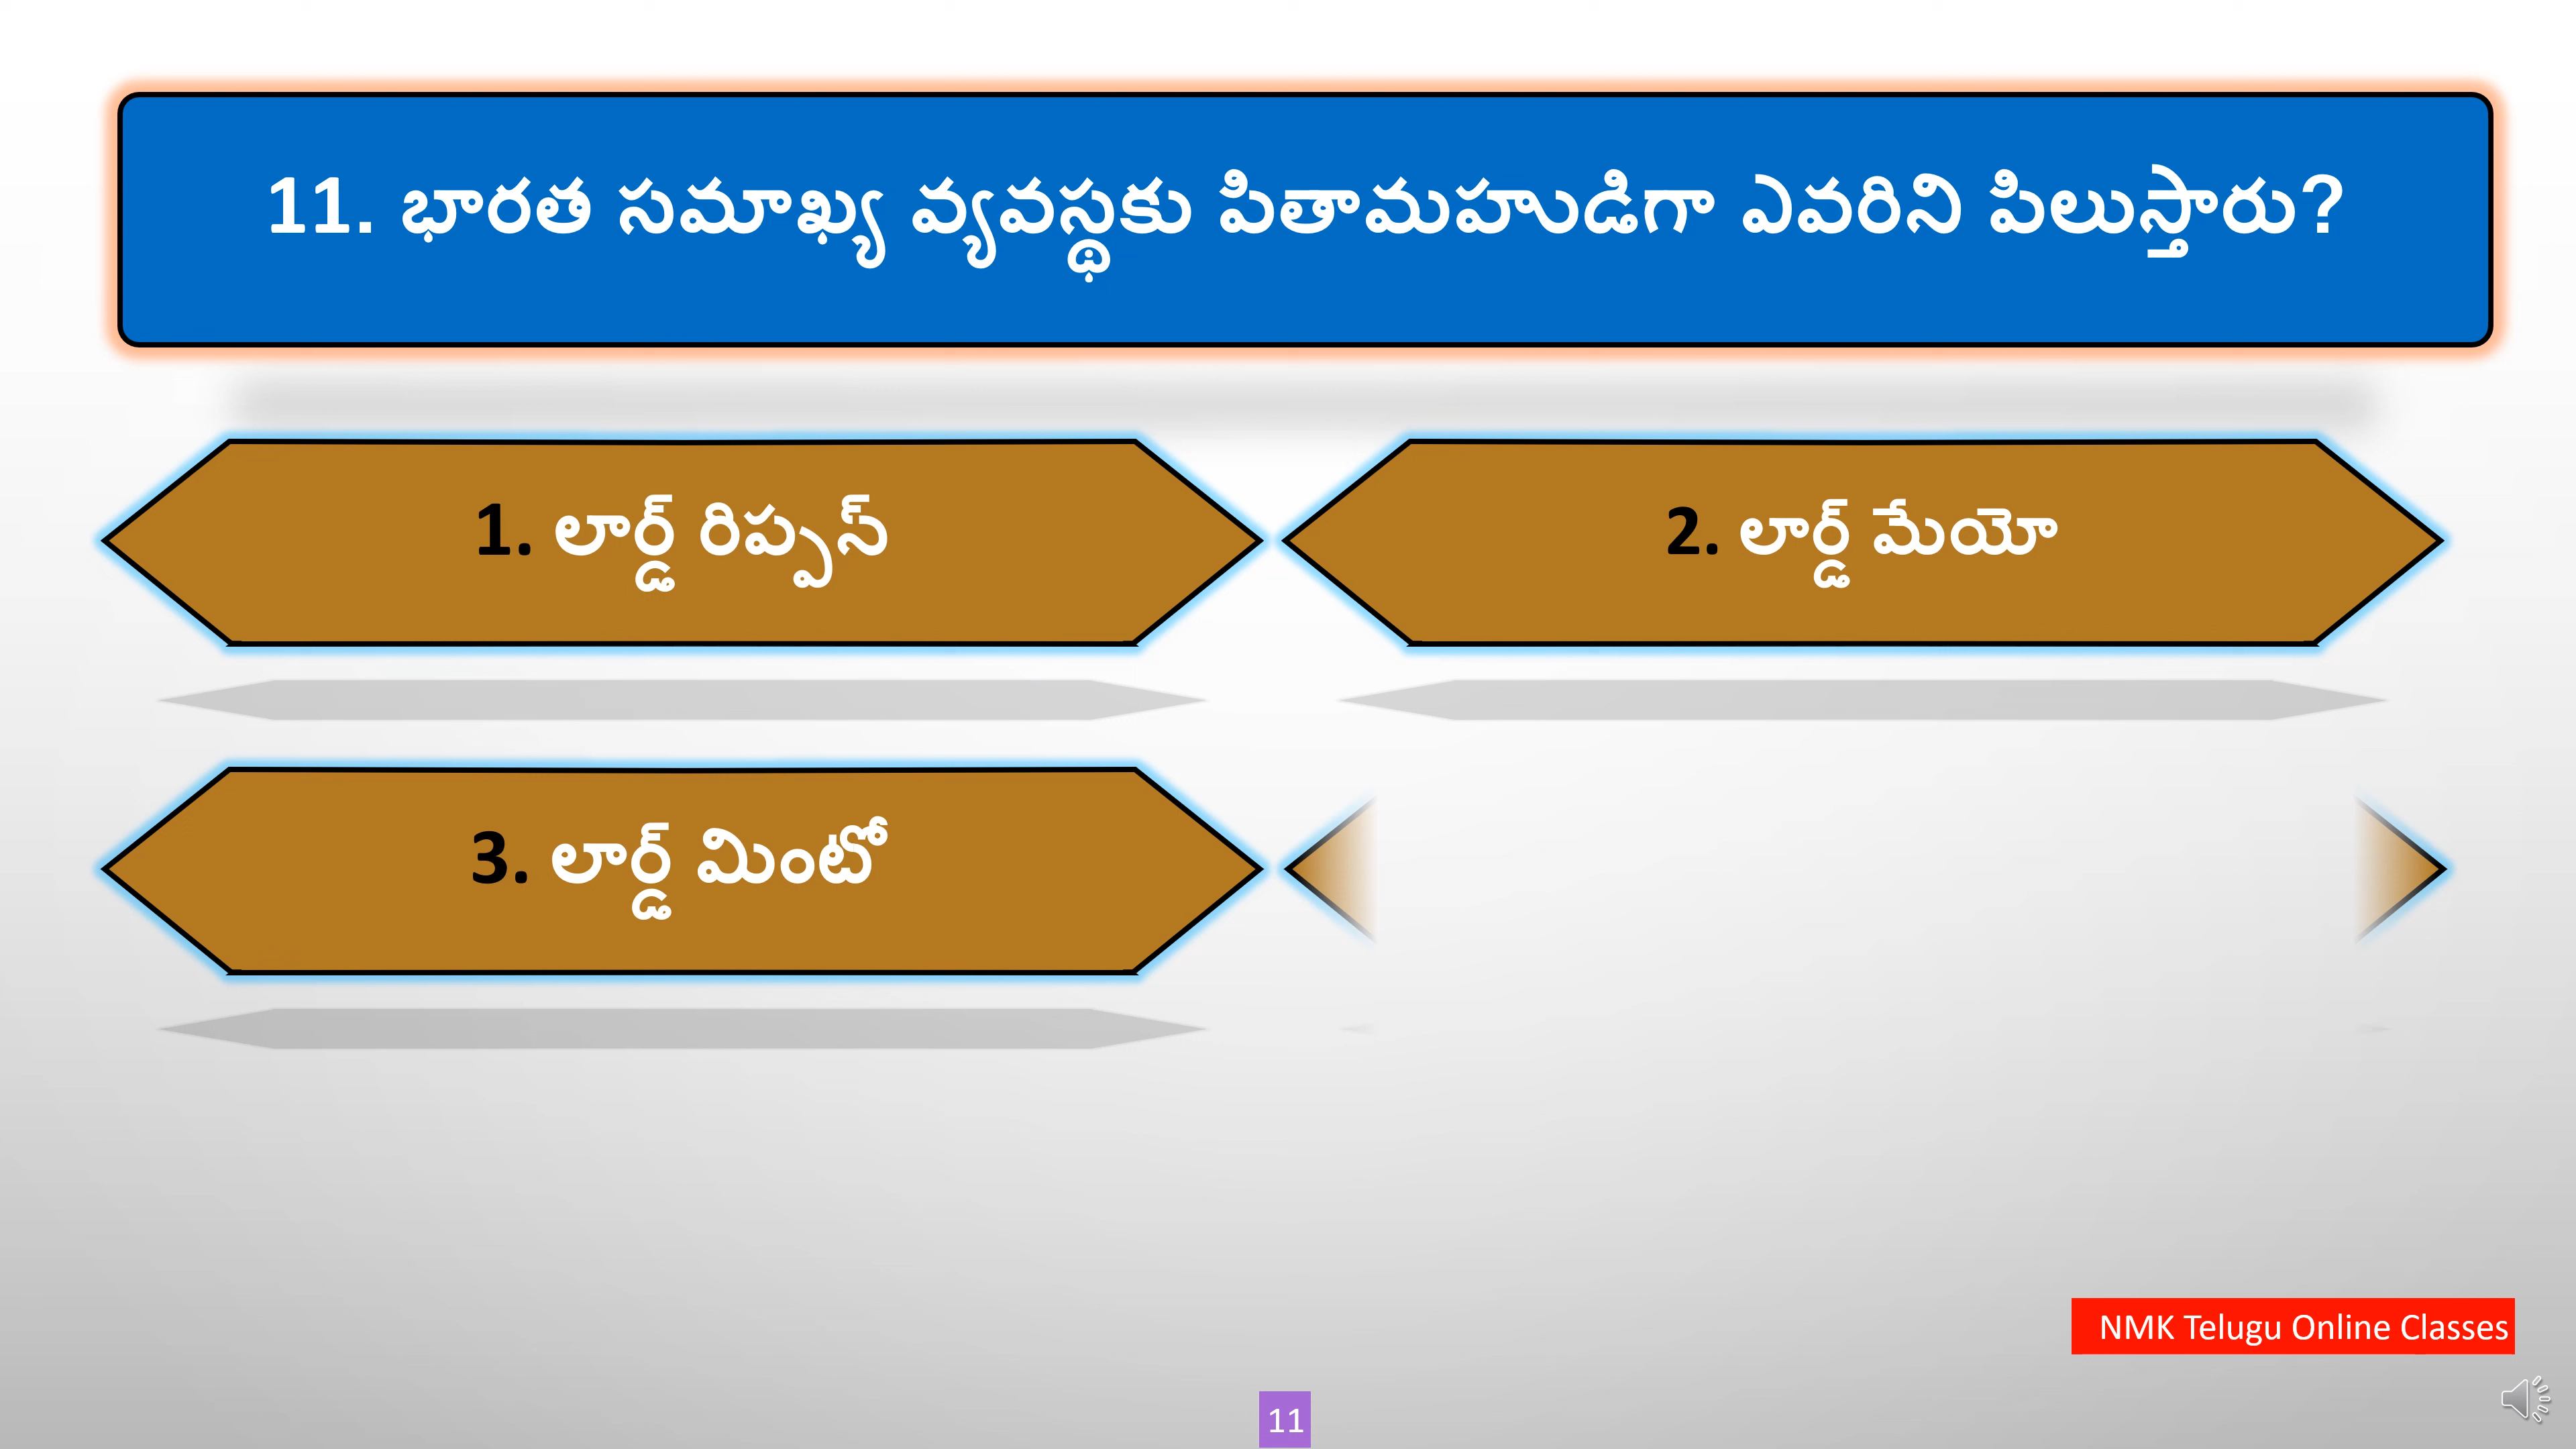 11. భారత సమాఖ్య వ్యవస్థకు పితామహుడిగా ఎవరిని పిలుస్తారు?
1. లార్డ్ రిప్పన్
2. లార్డ్ మేయో
3. లార్డ్ మింటో
NMK Telugu Online Classes
11